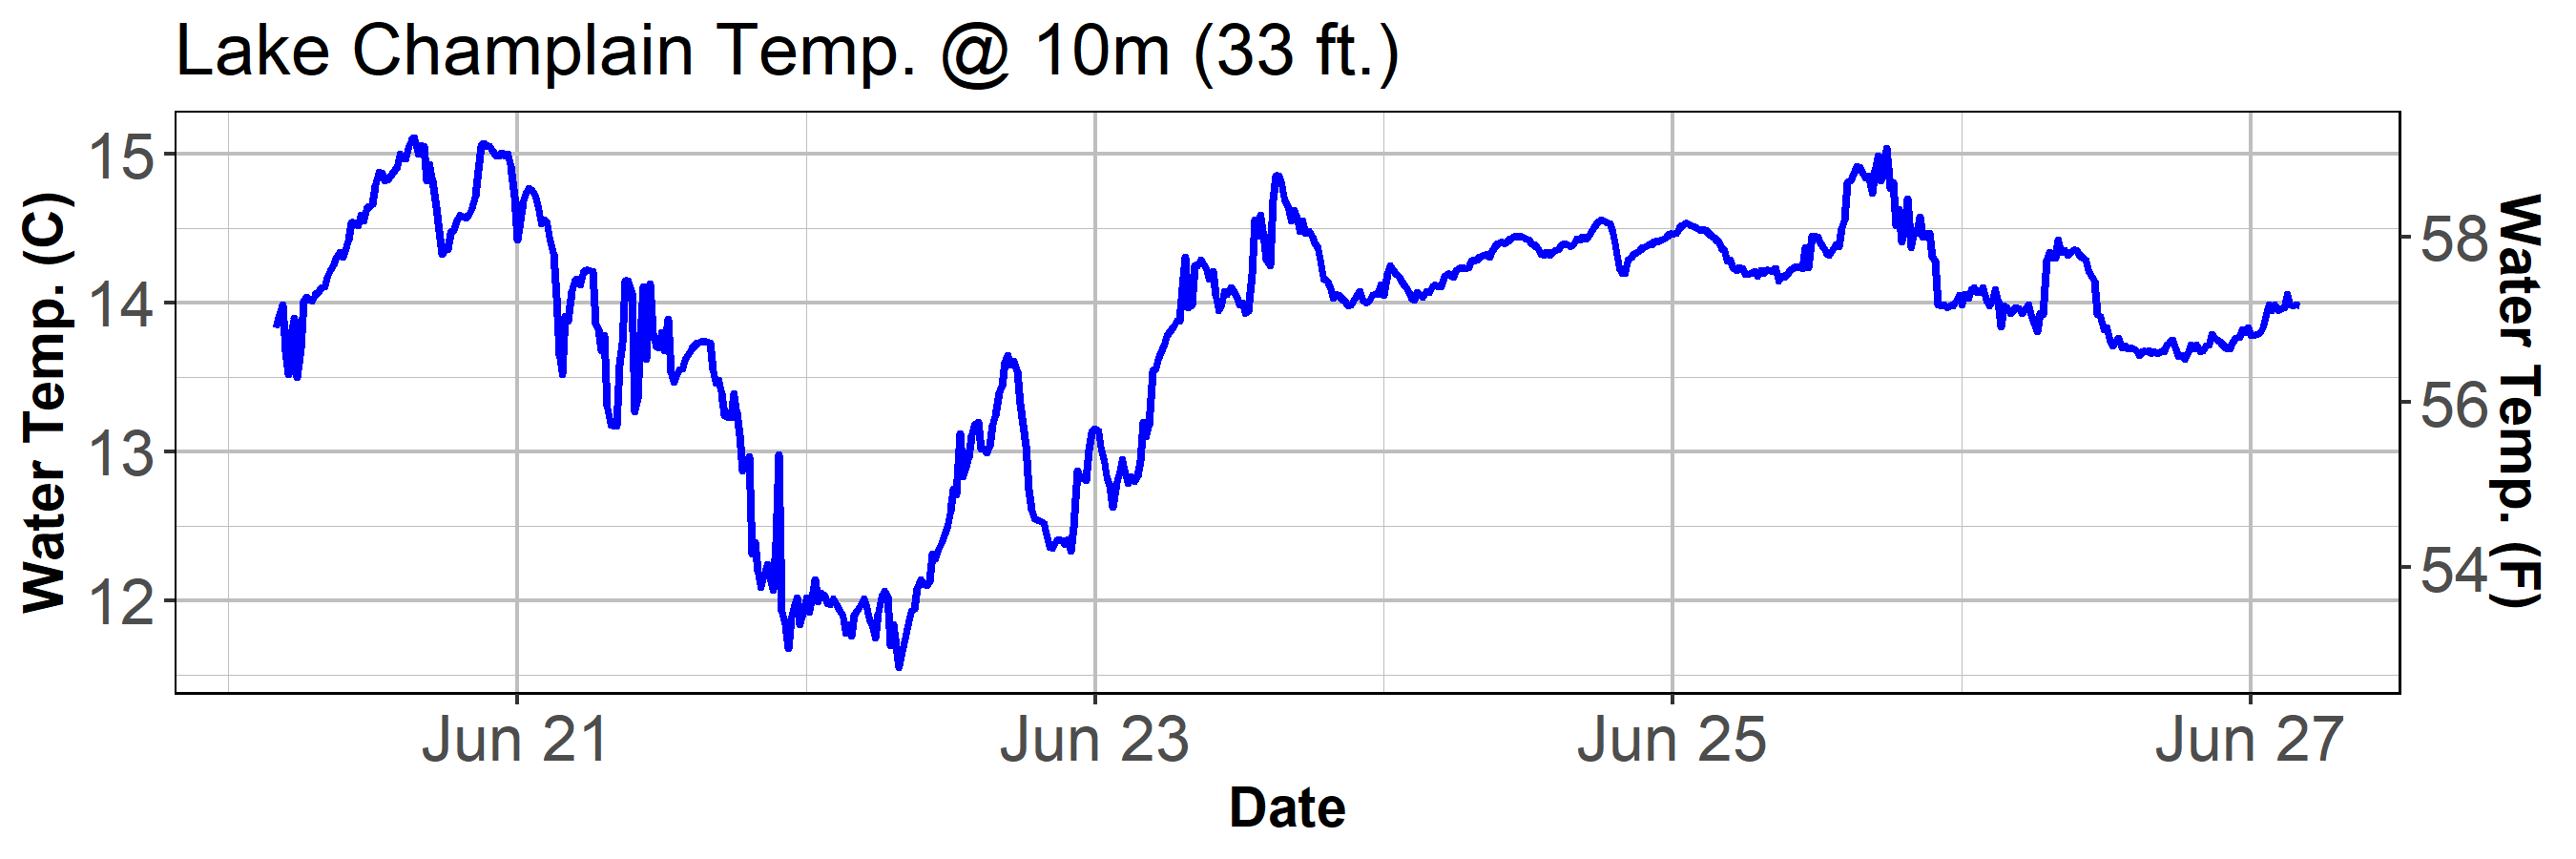 Lake Champlain Temp. @ 10m (33 ft.)
Water Temp. (C)
15
14
13
12
58
56
54
Water Temp. (F)
Jun 21 Jun 23 Jun 25 Jun 27
Date